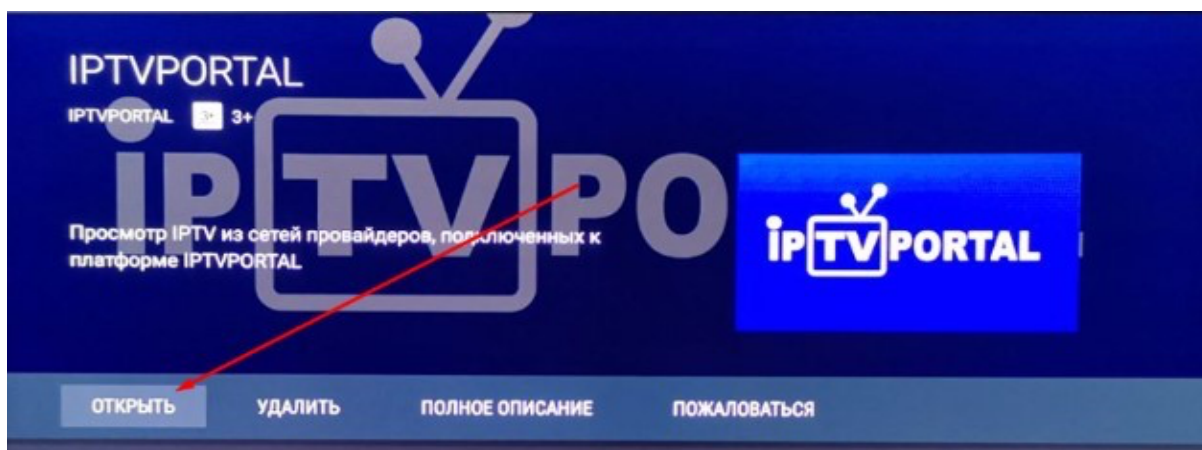 IPTVPORTAL
IPTVPORTAL 3+ 3+
ipTVPO
Просмотр IPTV из сетей провайдеров, подключенных к
платформе IPTVPORTAL
ipTVPORTAL
ОТКРЫТЬ УДАЛИТЬ ПОЛНОЕ ОПИСАНИЕ ПОЖАЛОВАТЬСЯ